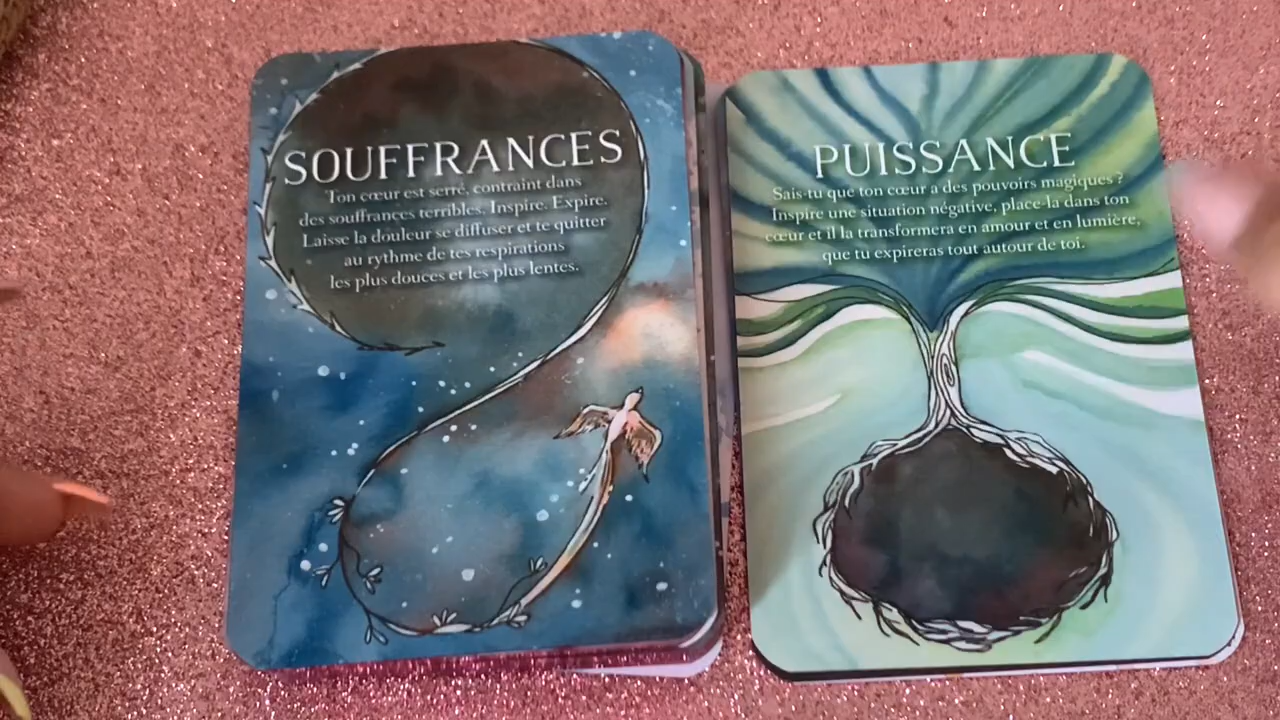 SOUFFRANCES
Ton cœur est serré, contraint dans
des souffrances terribles. Inspire. Expire.
Laisse la douleur se diffuser et te quitter
au rythme de tes respirations
les plus douces et les plus lentes.
PUISSANCE
Sais-tu que ton cœur a des pouvoirs magiques ?
Inspire une situation négative, place-la dans ton
cœur et il la transformera en amour et en lumière,
que tu expireras tout autour de toi.